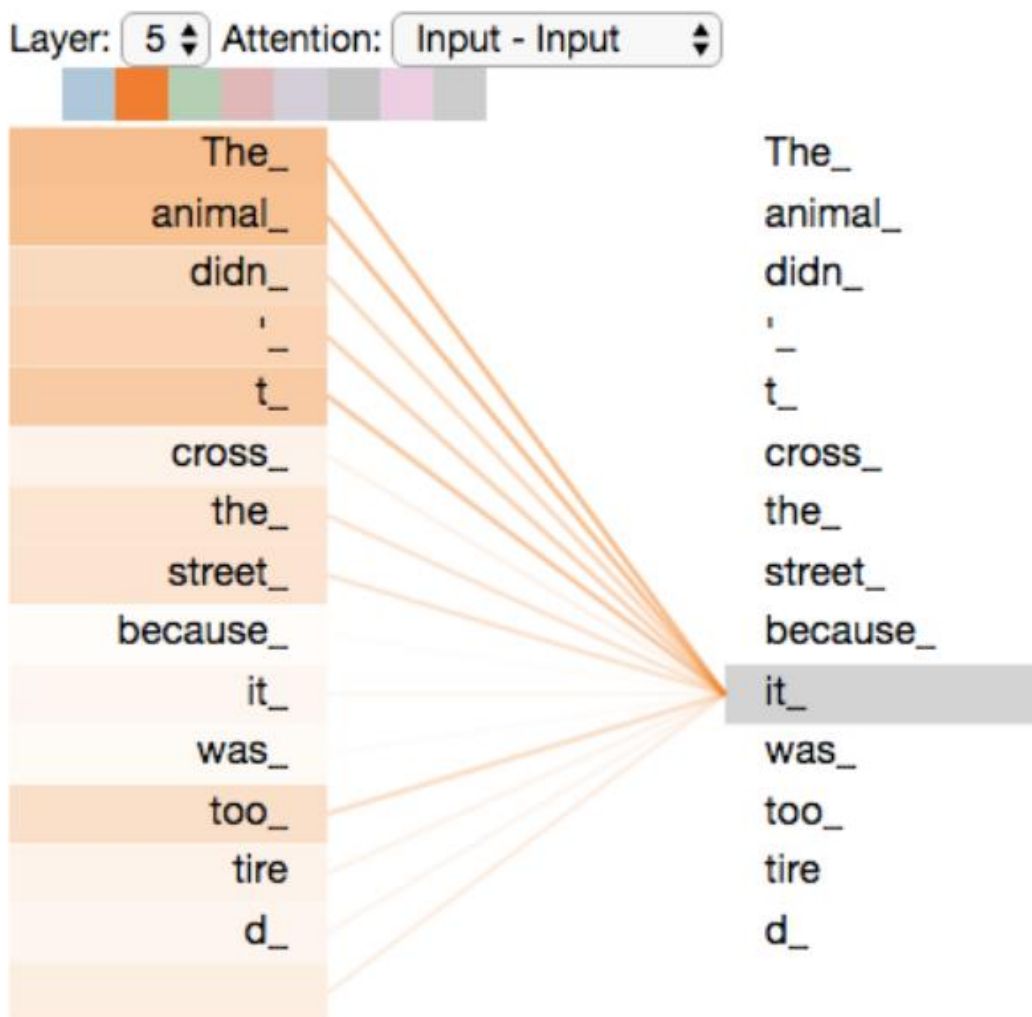 Layer: 5 Attention: Input - Input
The_ The_
animal_ animal_
didn_ didn_
'_ '_
t_ t_
cross_ cross_
the_ the_
street_ street_
because_ because_
it_ it_
was_ was_
too_ too_
tire tire
d_ d_